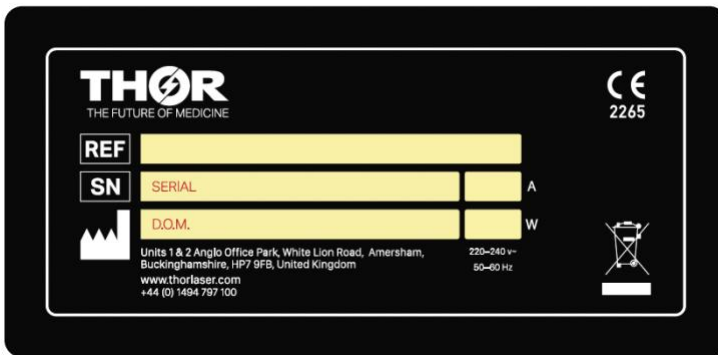 THOR
THE FUTURE OF MEDICINE
CE
2265
REF
SN SERIAL A
D.O.M. W
Units 1 & 2 Anglo Office Park, White Lion Road, Amersham,
Buckinghamshire, HP7 9FB, United Kingdom
www.thorlaser.com
+44 (0) 1494 797 100
220–240 v~
50–60 Hz